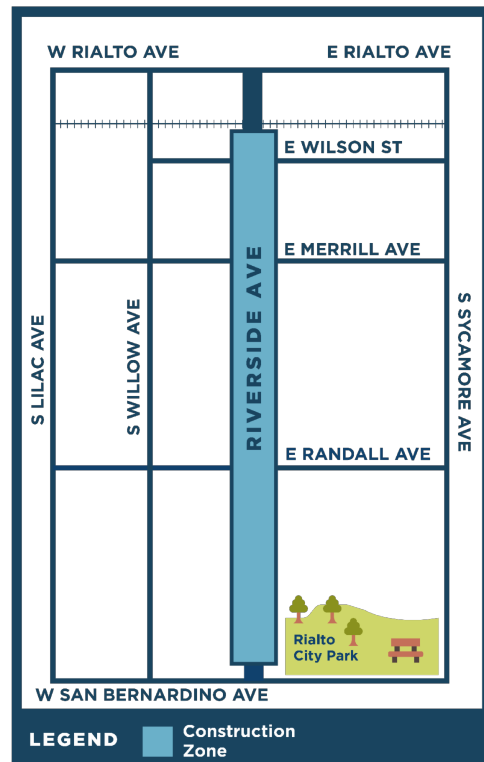 W RIALTO AVE
E RIALTO AVE
E WILSON ST
E MERRILL AVE
RIVERSIDE AVE
S LILAC AVE
S WILLOW AVE
S SYCAMORE AVE
E RANDALL AVE
Rialto
City Park
W SAN BERNARDINO AVE
LEGEND
Construction
Zone